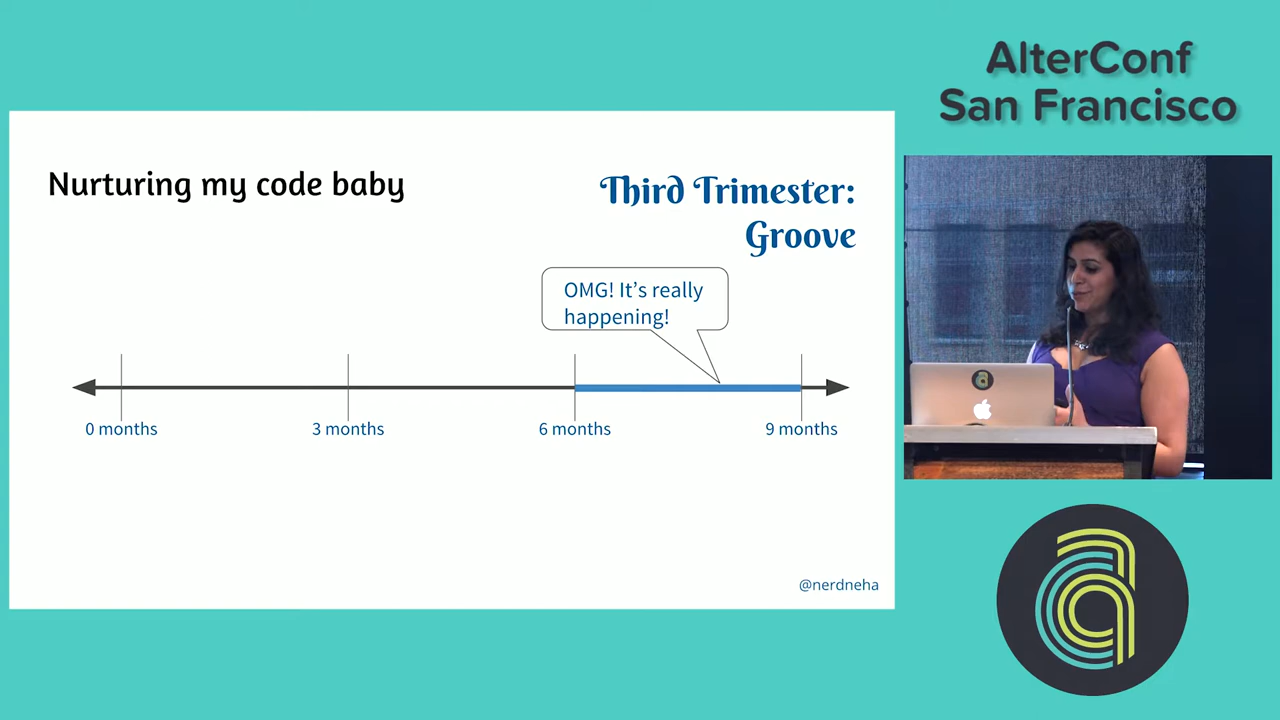 AlterConf
San Francisco
Nurturing my code baby
Third Trimester:
Groove
OMG! It's really
happening!
0 months
3 months
6 months
9 months
@nerdneha